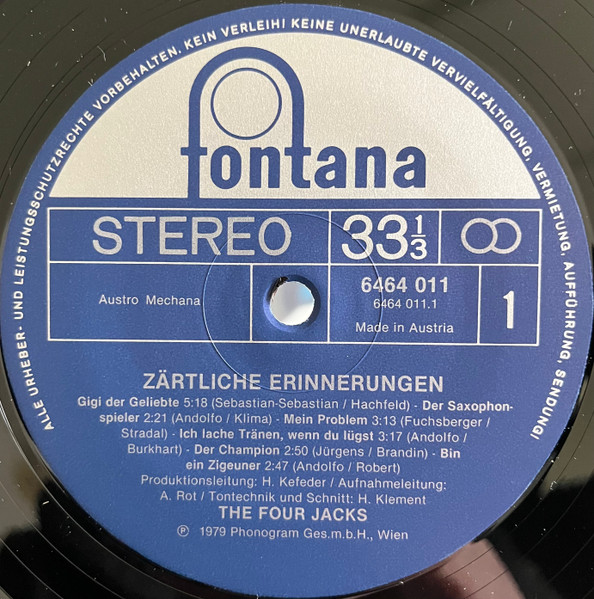 ALLE URHEBER- UND LEISTUNGSSCHUTZRECHTE VORBEHALTEN. KEIN VERLEIH! KEINE UNERLAUBTE VERVIELFÄLTIGUNG, VERMIETUNG, AUFFÜHRUNG, SENDUNG!
fontana
STEREO 33 1/3
Austro Mechana
6464 011
6464 011.1
Made in Austria
1
ZÄRTLICHE ERINNERUNGEN
Gigi der Geliebte 5:18 (Sebastian-Sebastian / Hachfeld) - Der Saxophon-
spieler 2:21 (Andolfo / Klima) - Mein Problem 3:13 (Fuchsberger /
Stradal) - Ich lache Tränen, wenn du lügst 3:17 (Andolfo /
Burkhart) - Der Champion 2:50 (Jürgens / Brandin) - Bin
ein Zigeuner 2:47 (Andolfo / Robert)
Produktionsleitung: H. Kefeder / Aufnahmeleitung:
A. Rot / Tontechnik und Schnitt: H. Klement
THE FOUR JACKS
℗ 1979 Phonogram Ges.m.b.H., Wien